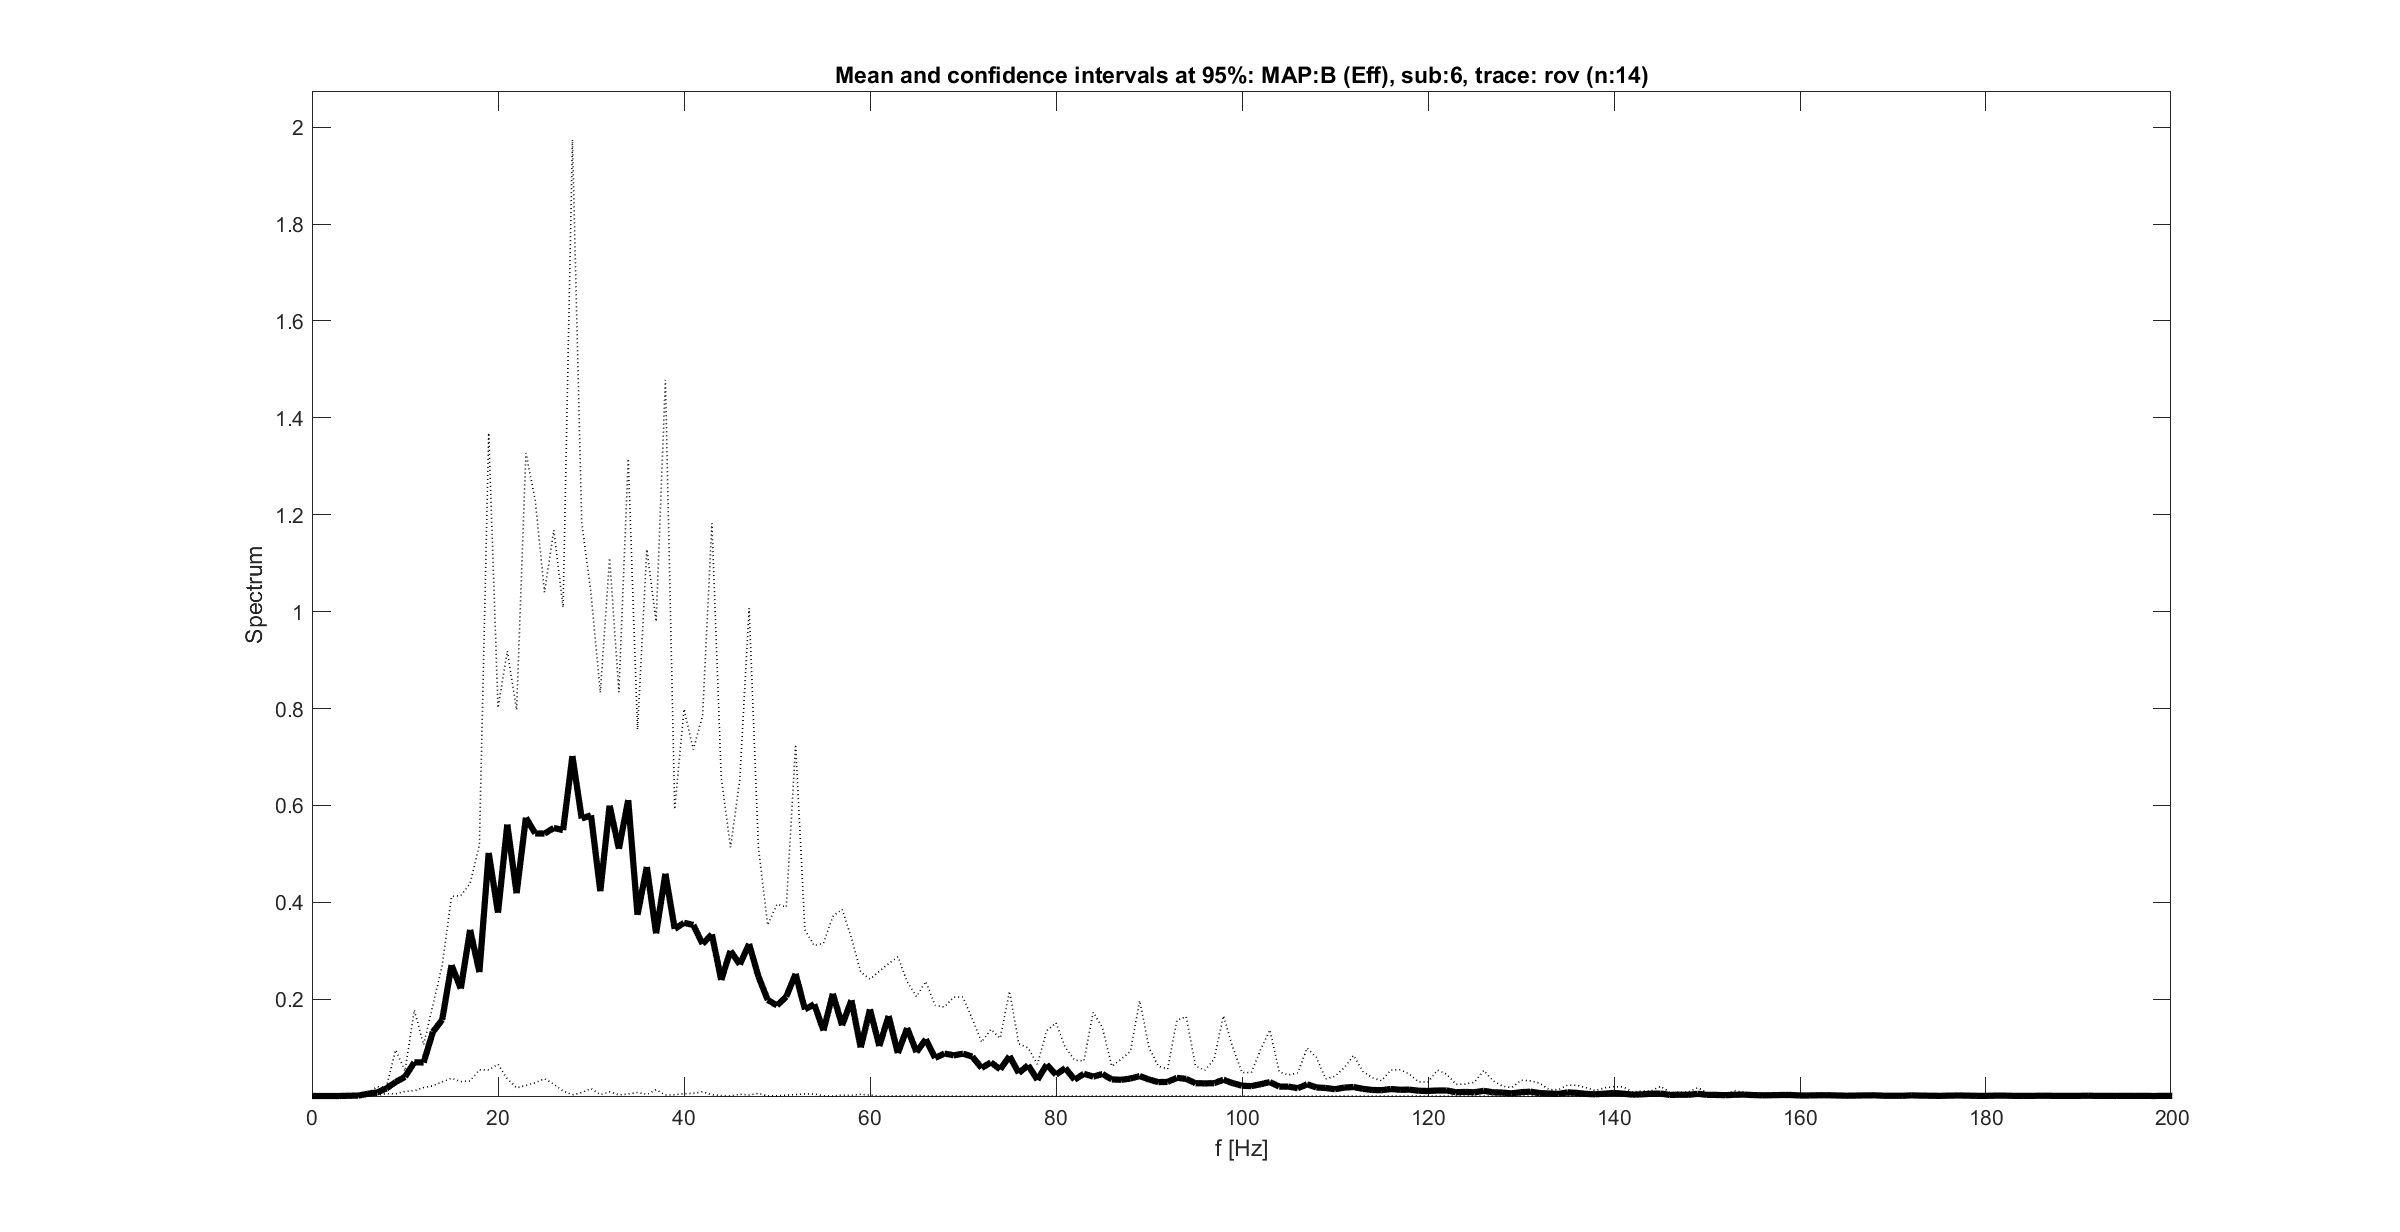 Mean and confidence intervals at 95%: MAP:B (Eff), sub:6, trace: rov (n:14)
2
1.8
1.6
1.4
1.2
1
0.8
0.6
0.4
0.2
Spectrum
0 20 40 60 80 100 120 140 160 180 200
f [Hz]